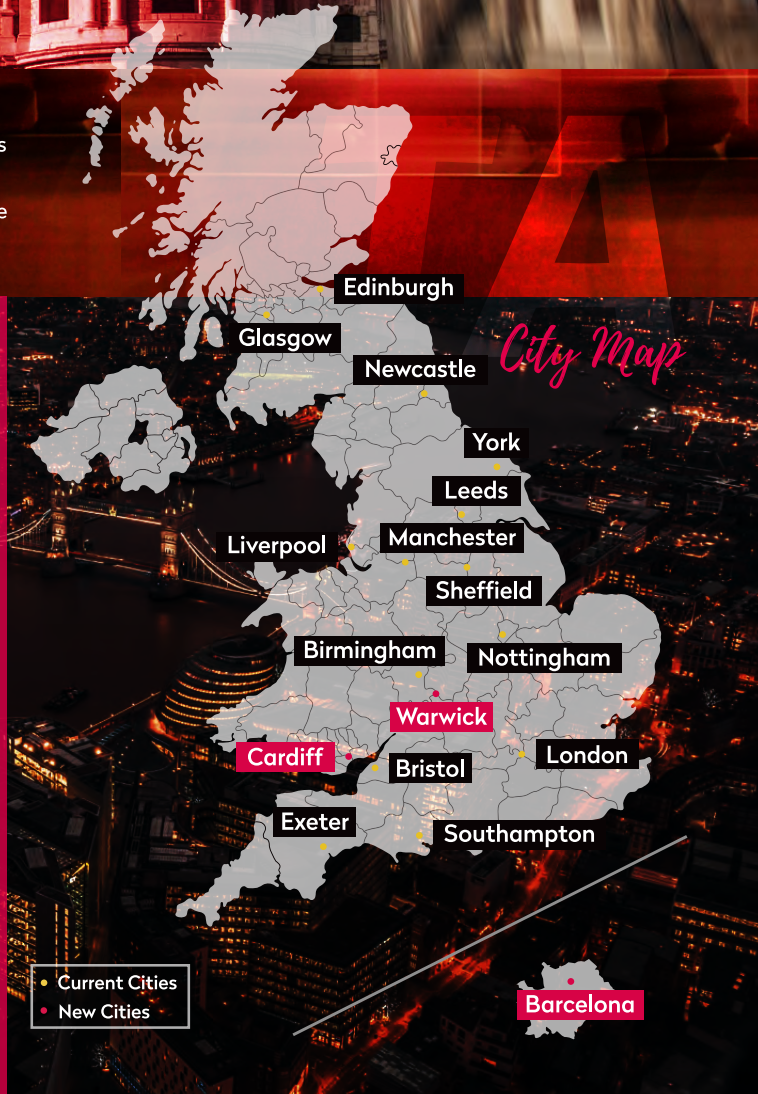 s
e
TA
Edinburgh
Glasgow
City Map
Newcastle
York
Leeds
Manchester
Liverpool
Sheffield
Birmingham
Nottingham
Warwick
Cardiff
London
Bristol
Exeter
Southampton
Current Cities
New Cities
Barcelona